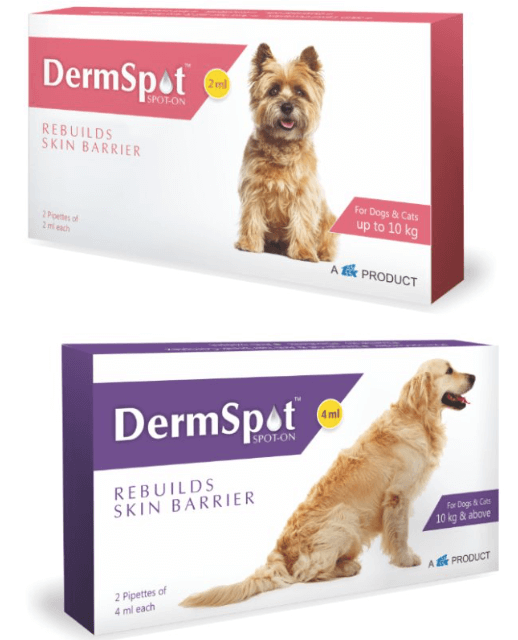 DermSpot™
SPOT-ON
2 ml
REBUILDS
SKIN BARRIER
2 Pipettes of
2 ml each
For Dogs & Cats
up to 10 kg
A PRODUCT
DermSpot™
SPOT-ON
4 ml
REBUILDS
SKIN BARRIER
2 Pipettes of
4 ml each
For Dogs & Cats
10 kg & above
A PRODUCT